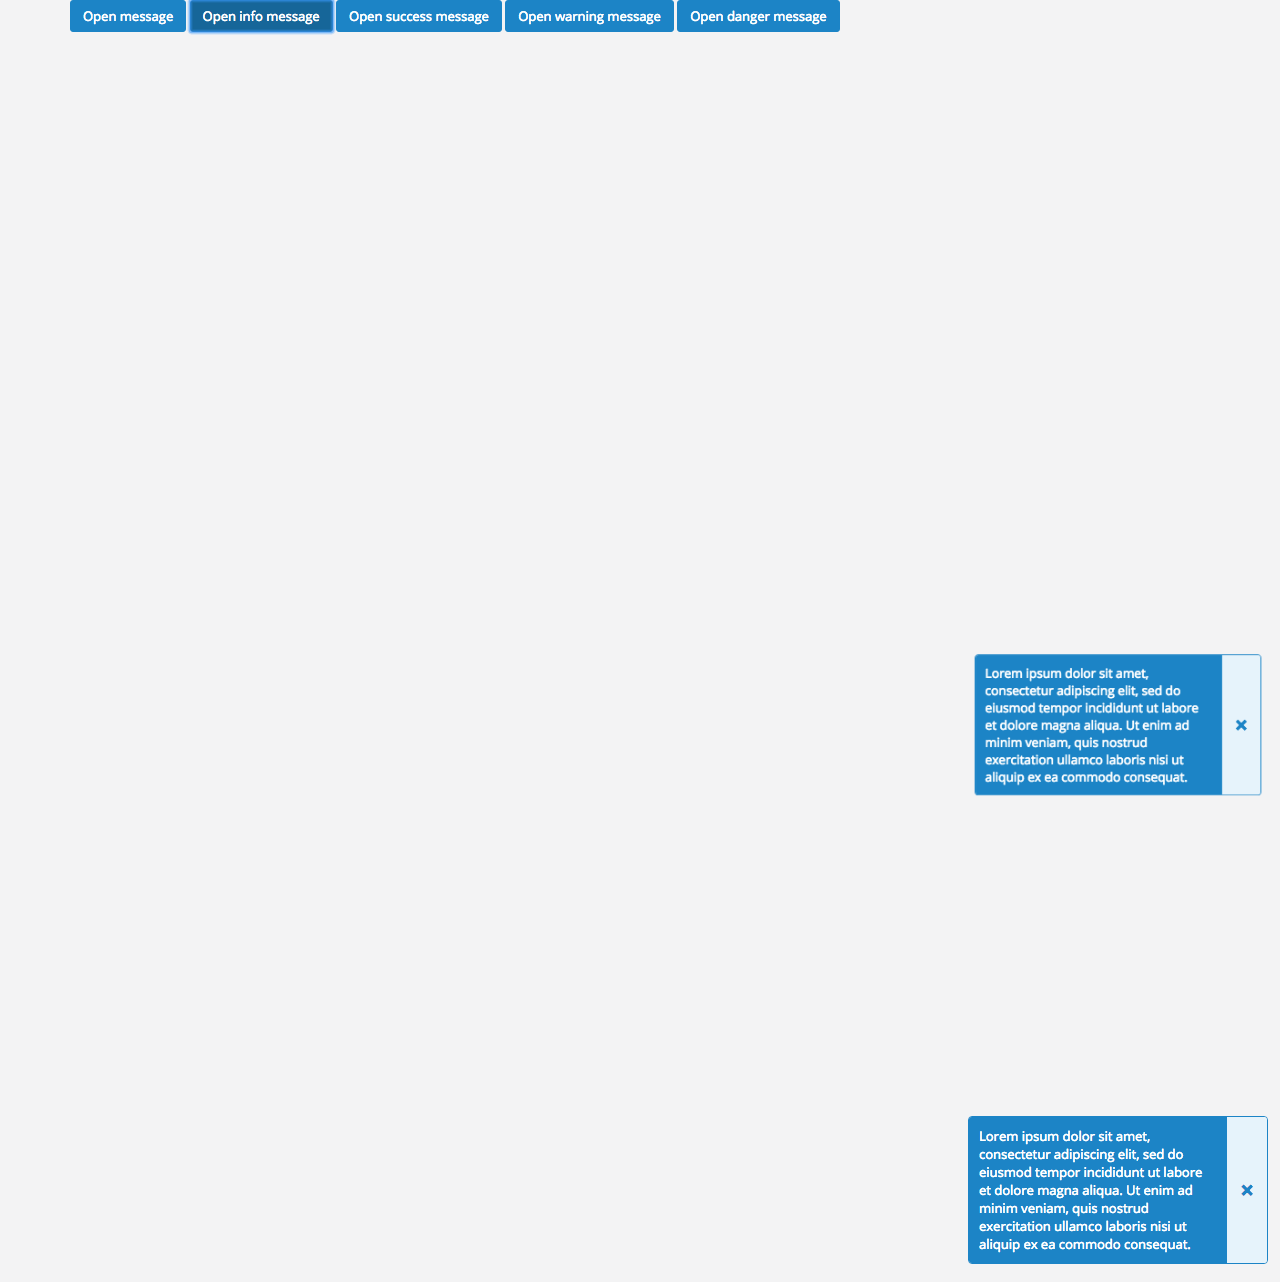 Open message Open info message Open success message Open warning message Open danger message
Lorem ipsum dolor sit amet,
consectetur adipiscing elit, sed do
eiusmod tempor incididunt ut labore
et dolore magna aliqua. Ut enim ad
minim veniam, quis nostrud
exercitation ullamco laboris nisi ut
aliquip ex ea commodo consequat.
Lorem ipsum dolor sit amet,
consectetur adipiscing elit, sed do
eiusmod tempor incididunt ut labore
et dolore magna aliqua. Ut enim ad
minim veniam, quis nostrud
exercitation ullamco laboris nisi ut
aliquip ex ea commodo consequat.